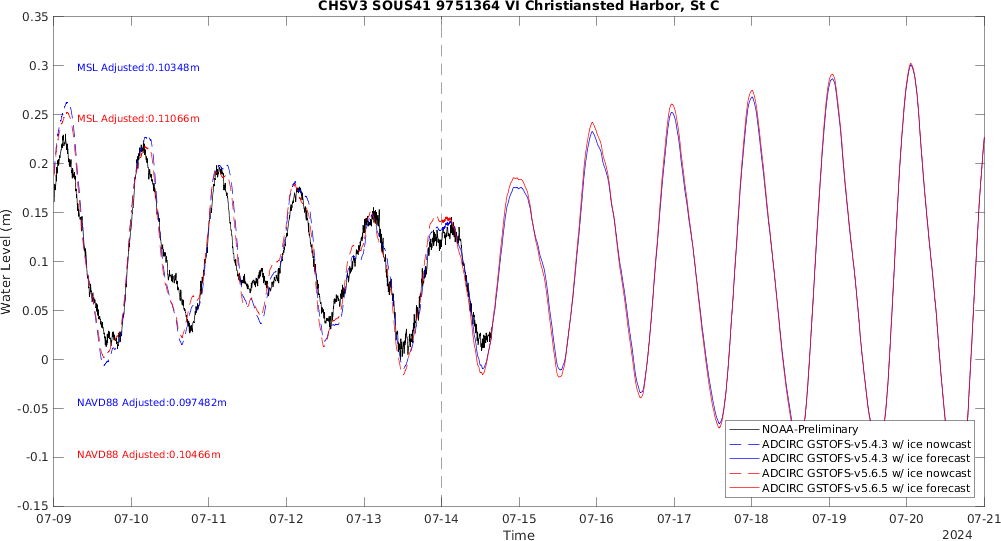 CHSV3 SOUS41 9751364 VI Christiansted Harbor, St C
0.35
0.3
0.25
0.2
0.15
0.1
0.05
0
-0.05
-0.1
-0.15
Water Level (m)
MSL Adjusted:0.10348m
MSL Adjusted:0.11066m
NAVD88 Adjusted:0.097482m
NAVD88 Adjusted:0.10466m
NOAA-Preliminary
ADCIRC GSTOFS-v5.4.3 w/ ice nowcast
ADCIRC GSTOFS-v5.4.3 w/ ice forecast
ADCIRC GSTOFS-v5.6.5 w/ ice nowcast
ADCIRC GSTOFS-v5.6.5 w/ ice forecast
07-09 07-10 07-11 07-12 07-13 07-14 07-15 07-16 07-17 07-18 07-19 07-20 07-21
Time
2024